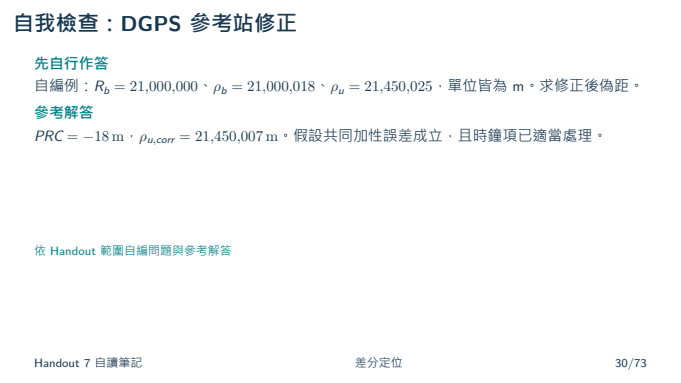 自我檢查：DGPS 參考站修正
先自行作答
自編例：R_b = 21,000,000、ρ_b = 21,000,018、ρ_u = 21,450,025，單位皆為 m。求修正後偽距。
參考解答
PRC = −18 m，ρ_{u,corr} = 21,450,007 m。假設共同加性誤差成立，且時鐘項已適當處理。
依 Handout 範圍自編問題與參考解答
Handout 7 自讀筆記
差分定位
30/73